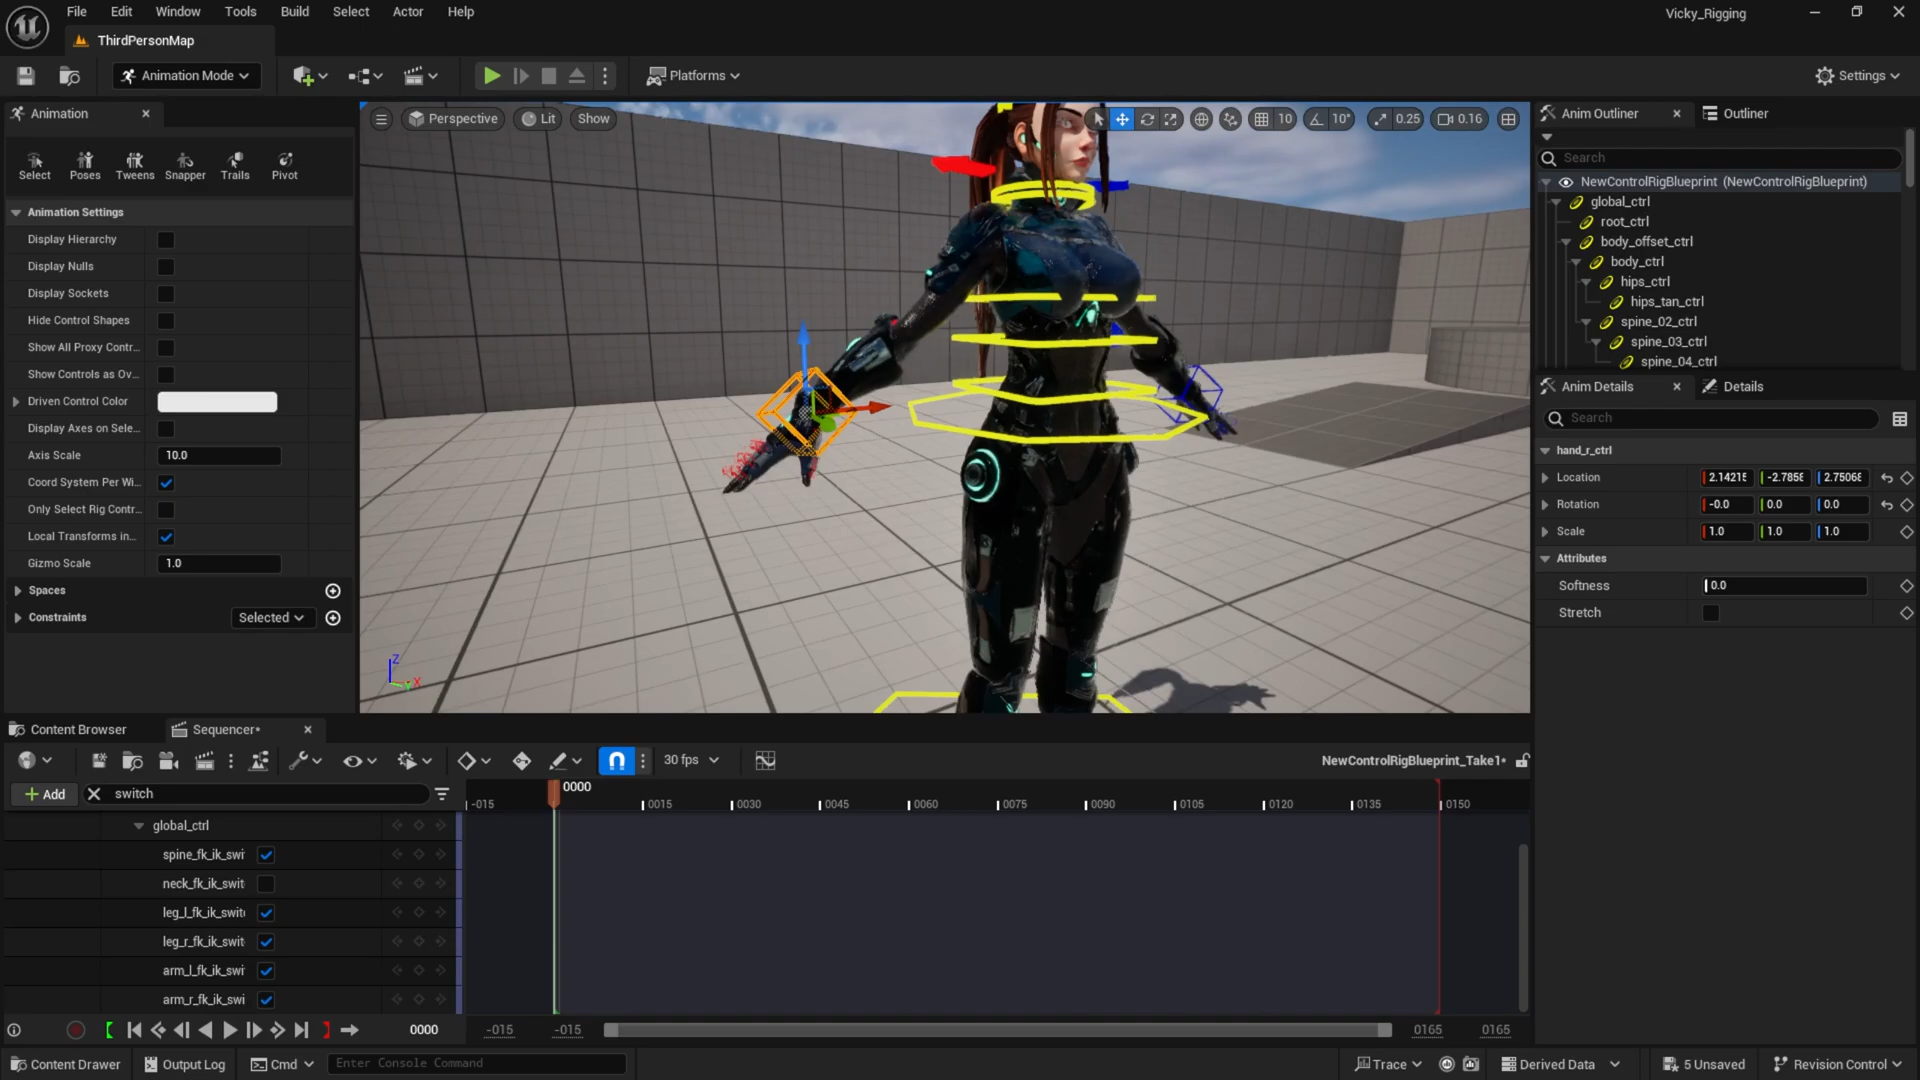 File Edit Window Tools Build Select Actor Help
Vicky_Rigging
ThirdPersonMap
Animation Mode
Platforms
Settings
Animation
Select Poses Tweens Snapper Trails Pivot
Animation Settings
Display Hierarchy
Display Nulls
Display Sockets
Hide Control Shapes
Show All Proxy Contr...
Show Controls as Ov...
Driven Control Color
Display Axes on Sele...
Axis Scale 10.0
Coord System Per Wi...
Only Select Rig Contr...
Local Transforms in...
Gizmo Scale 1.0
Spaces
Constraints Selected
Perspective Lit Show
10 10° 0.25 0.16
Z
X
Anim Outliner Outliner
Search
NewControlRigBlueprint (NewControlRigBlueprint)
global_ctrl
root_ctrl
body_offset_ctrl
body_ctrl
hips_ctrl
hips_tan_ctrl
spine_02_ctrl
spine_03_ctrl
spine_04_ctrl
Anim Details Details
Search
hand_r_ctrl
Location 2.1421 -2.785 2.7506
Rotation -0.0 0.0 0.0
Scale 1.0 1.0 1.0
Attributes
Softness 0.0
Stretch
Content Browser Sequencer*
30 fps
NewControlRigBlueprint_Take1*
Add switch
0000
-015 0015 0030 0045 0060 0075 0090 0105 0120 0135 0150
global_ctrl
spine_fk_ik_swi
neck_fk_ik_swit
leg_l_fk_ik_swit
leg_r_fk_ik_swit
arm_l_fk_ik_swi
arm_r_fk_ik_swi
0000 -015 -015 0165 0165
Content Drawer Output Log Cmd Enter Console Command
Trace Derived Data 5 Unsaved Revision Control